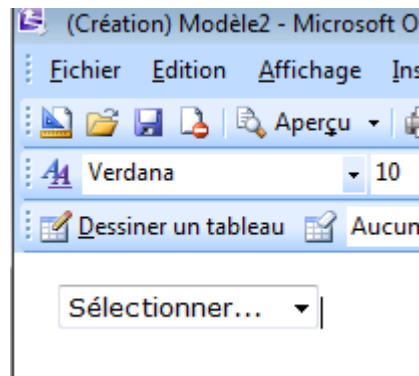 (Création) Modèle2 - Microsoft O
Fichier Edition Affichage Ins
Aperçu
Verdana 10
Dessiner un tableau Aucun
Sélectionner...